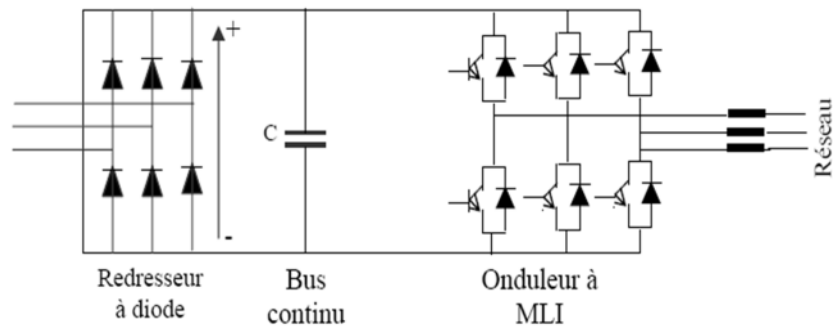 +
C
-
Réseau
Redresseur
à diode
Bus
continu
Onduleur à
MLI